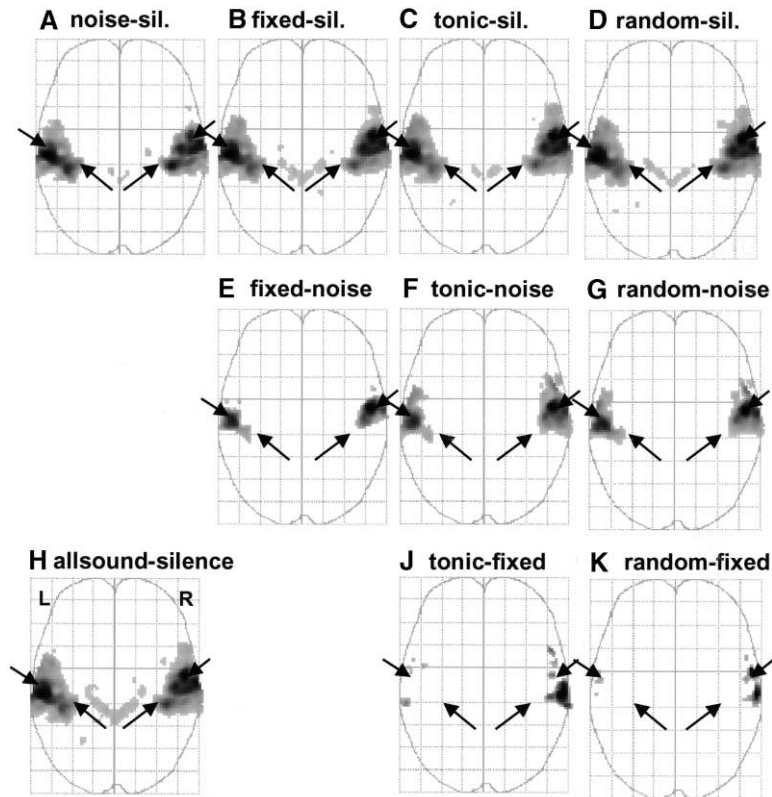 A noise-sil. B fixed-sil. C tonic-sil. D random-sil.
E fixed-noise F tonic-noise G random-noise
H allsound-silence J tonic-fixed K random-fixed
L R